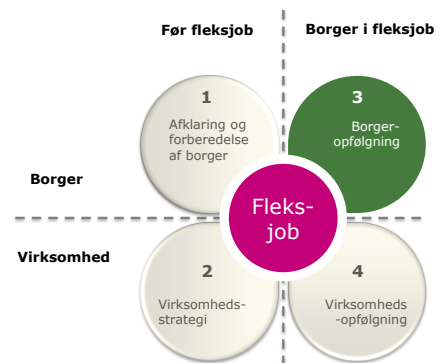 Før fleksjob
Borger i fleksjob
1
Afklaring og
forberedelse
af borger
3
Borger-
opfølgning
Borger
Fleks-
job
Virksomhed
2
Virksomheds-
strategi
4
Virksomheds
-opfølgning